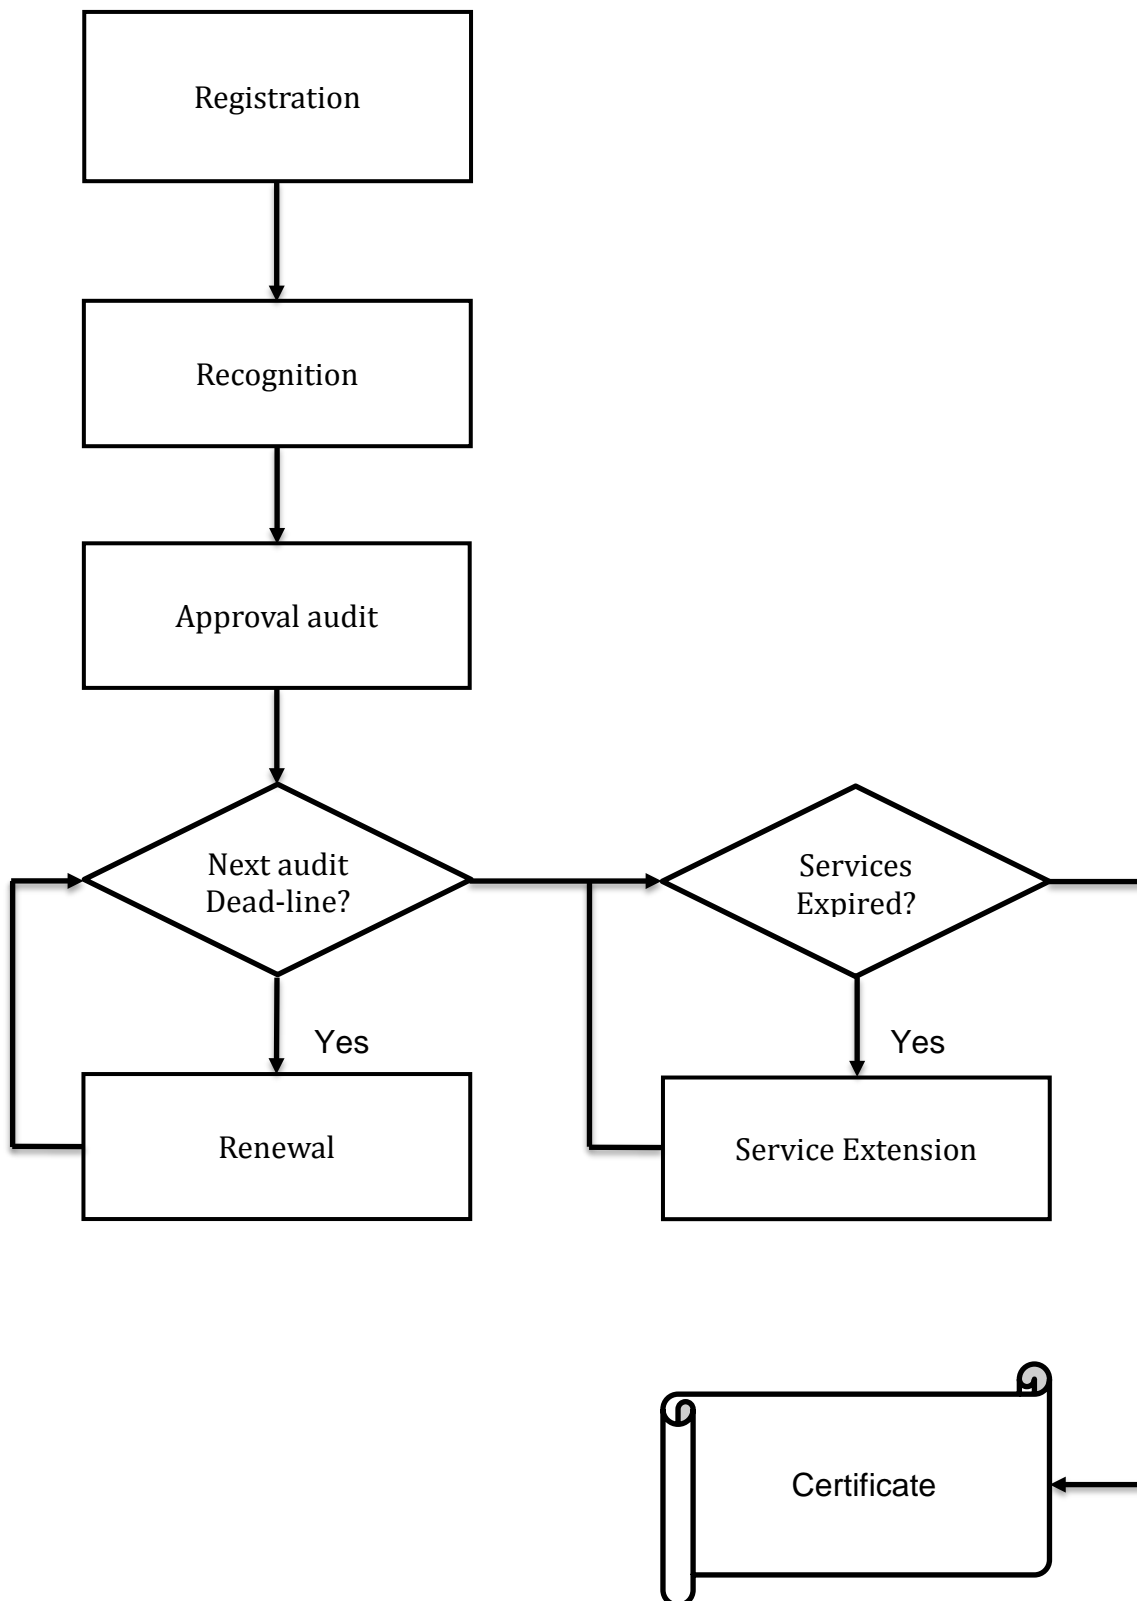 Registration
Recognition
Approval audit
Next audit
Dead-line?
Services
Expired?
Yes
Yes
Renewal
Service Extension
Certificate